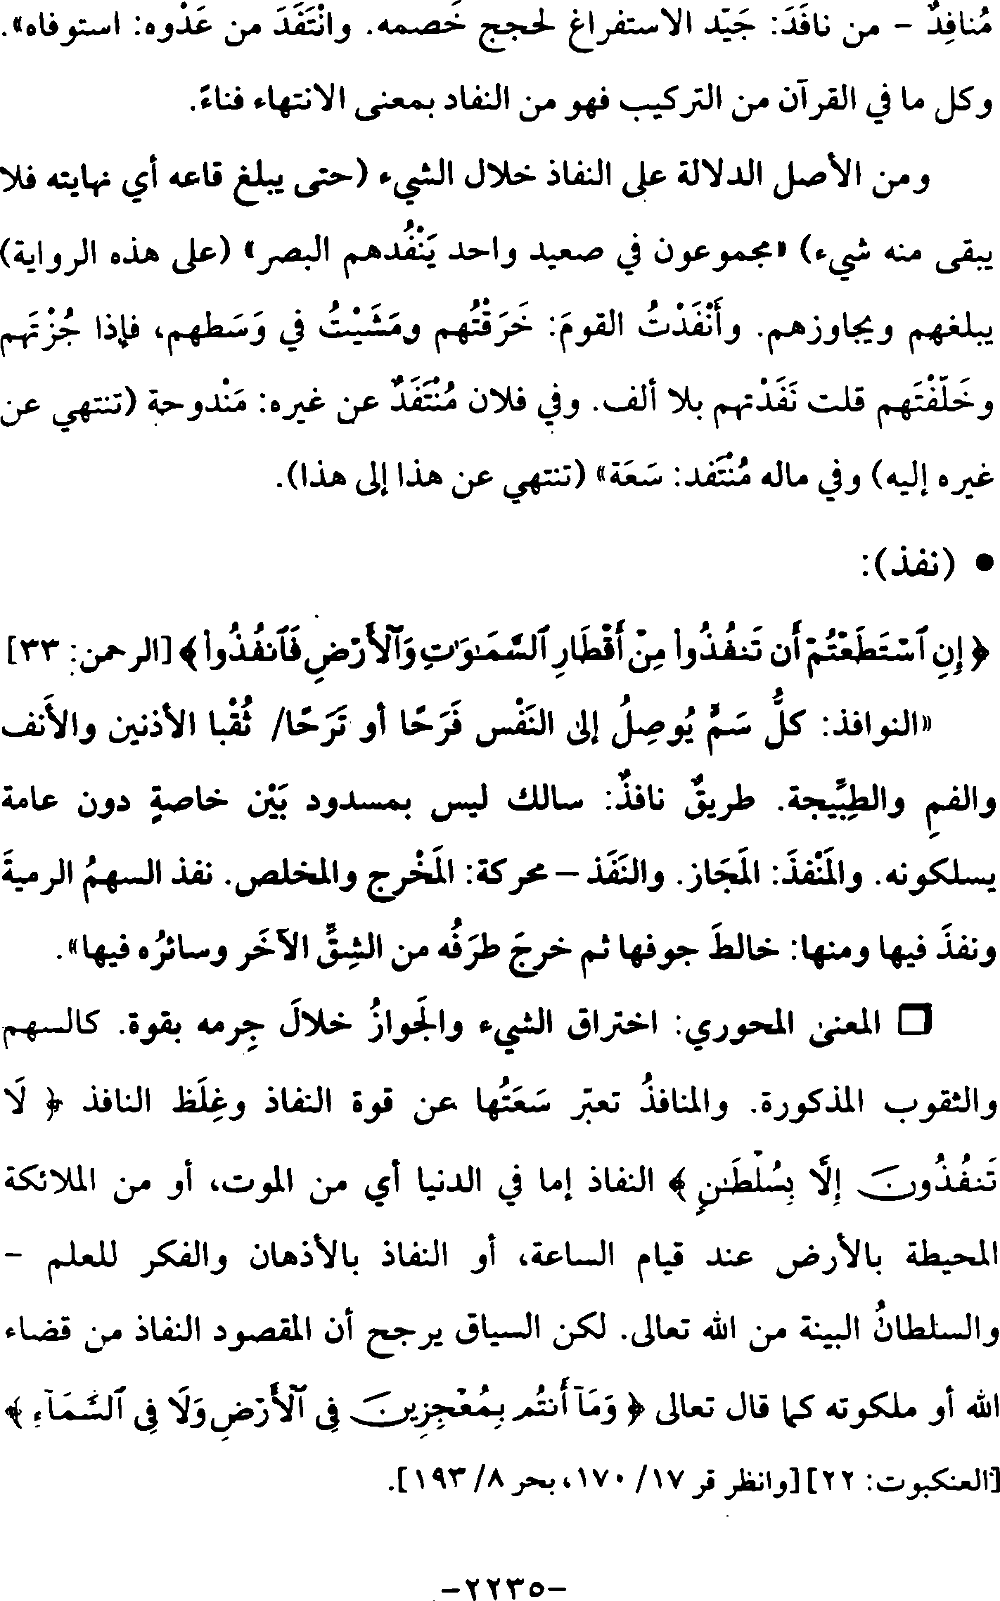 مُنافِدٌ - من نافَدَ: جَيّد الاستفراغ لحجج خَصمه. وانْتَفَدَ من عَدْوه: استوفاه».
وكل ما في القرآن من التركيب فهو من النفاد بمعنى الانتهاء فناءً.
ومن الأصل الدلالة على النفاذ خلال الشيء (حتى يبلغ قاعه أي نهايته فلا
يبقى منه شيء) «مجموعون في صعيد واحد يَنْفُدهم البصر» (على هذه الرواية)
يبلغهم ويجاوزهم. وأَنْفَدْتُ القومَ: خَرَقْتُهم ومَشَيْتُ في وَسَطهم، فإذا جُزْتَهم
وخَلّفْتَهم قلت نَفَدْتهم بلا ألف. وفي فلان مُنْتَفَدٌ عن غيره: مَنْدوحة (تنتهي عن
غيره إليه) وفي ماله مُنْتَفد: سَعَة» (تنتهي عن هذا إلى هذا).
● (نفذ):
﴿ إِنِ ٱسْتَطَعْتُمْ أَن تَنفُذُوا۟ مِنْ أَقْطَارِ ٱلسَّمَـٰوَٰتِ وَٱلْأَرْضِ فَٱنفُذُوا۟ ﴾ [الرحمن: ٣٣]
«النوافذ: كلُّ سَمٍّ يُوصِلُ إلى النَفْس فَرَحًا أو تَرَحًا/ ثُقْبا الأذنين والأنف
والفمِ والطِبِّيجة. طريقٌ نافذٌ: سالك ليس بمسدود بَيْن خاصةٍ دون عامة
يسلكونه. والمَنْفذَ: المَجَاز. والنَفَذ – محركة: المَخْرج والمخلص. نفذ السهمُ الرميةَ
ونفذَ فيها ومنها: خالطَ جوفها ثم خرجَ طرَفُه من الشِقِّ الآخَر وسائرُه فيها».
❒ المعنى المحوري: اختراق الشيء والجَوازُ خلالَ جِرمه بقوة. كالسهم
والثقوب المذكورة. والمنافذُ تعبّر سَعَتُها عن قوة النفاذ وغِلَظ النافذ ﴿ لَا
تَنفُذُونَ إِلَّا بِسُلْطَـٰنٍ ﴾ النفاذ إما في الدنيا أي من الموت، أو من الملائكة
المحيطة بالأرض عند قيام الساعة، أو النفاذ بالأذهان والفكر للعلم -
والسلطانُ البينة من الله تعالى. لكن السياق يرجح أن المقصود النفاذ من قضاء
الله أو ملكوته كما قال تعالى ﴿ وَمَآ أَنتُم بِمُعْجِزِينَ فِى ٱلْأَرْضِ وَلَا فِى ٱلسَّمَآءِ ﴾
[العنكبوت: ٢٢] [وانظر قر ١٧/ ١٧٠، بحر ٨/ ١٩٣].
-٢٢٣٥-